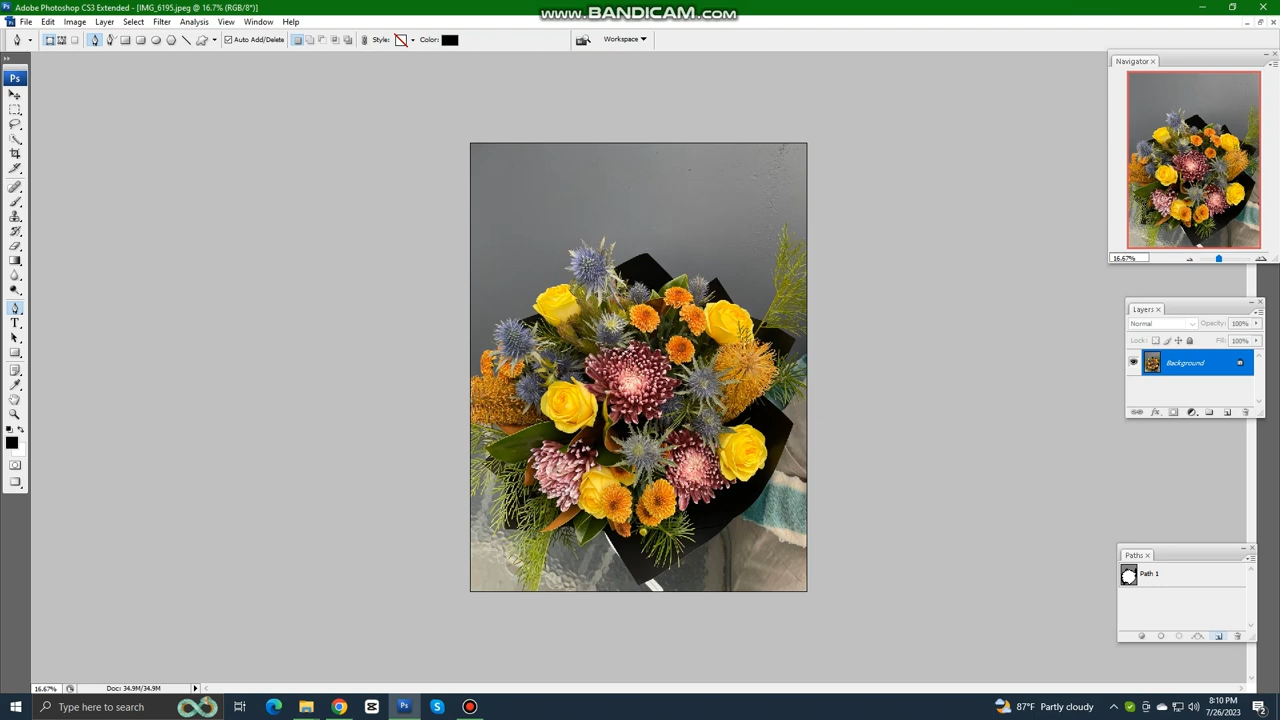 Adobe Photoshop CS3 Extended - [IMG_6195.jpeg @ 16.7% (RGB/8*)]
www.BANDICAM.com
File Edit Image Layer Select Filter Analysis View Window Help
Auto Add/Delete Style: Color: Workspace
Navigator
Ps
16.67%
Layers
Normal Opacity: 100%
Lock: Fill: 100%
Background
Paths
Path 1
16.67% Doc: 34.9M/34.9M
Type here to search
Ps
87°F Partly cloudy
8:10 PM
7/26/2023
2